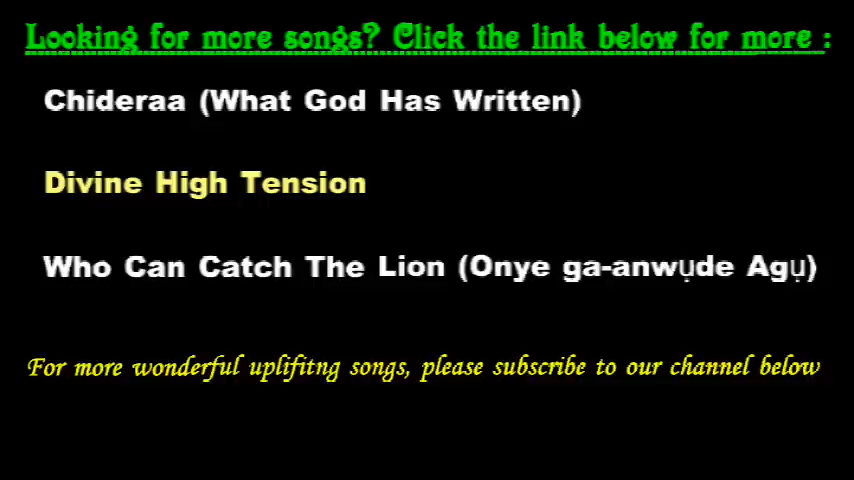 Looking for more songs? Click the link below for more :
Chideraa (What God Has Written)
Divine High Tension
Who Can Catch The Lion (Onye ga-anwụde Agụ)
For more wonderful uplifitng songs, please subscribe to our channel below